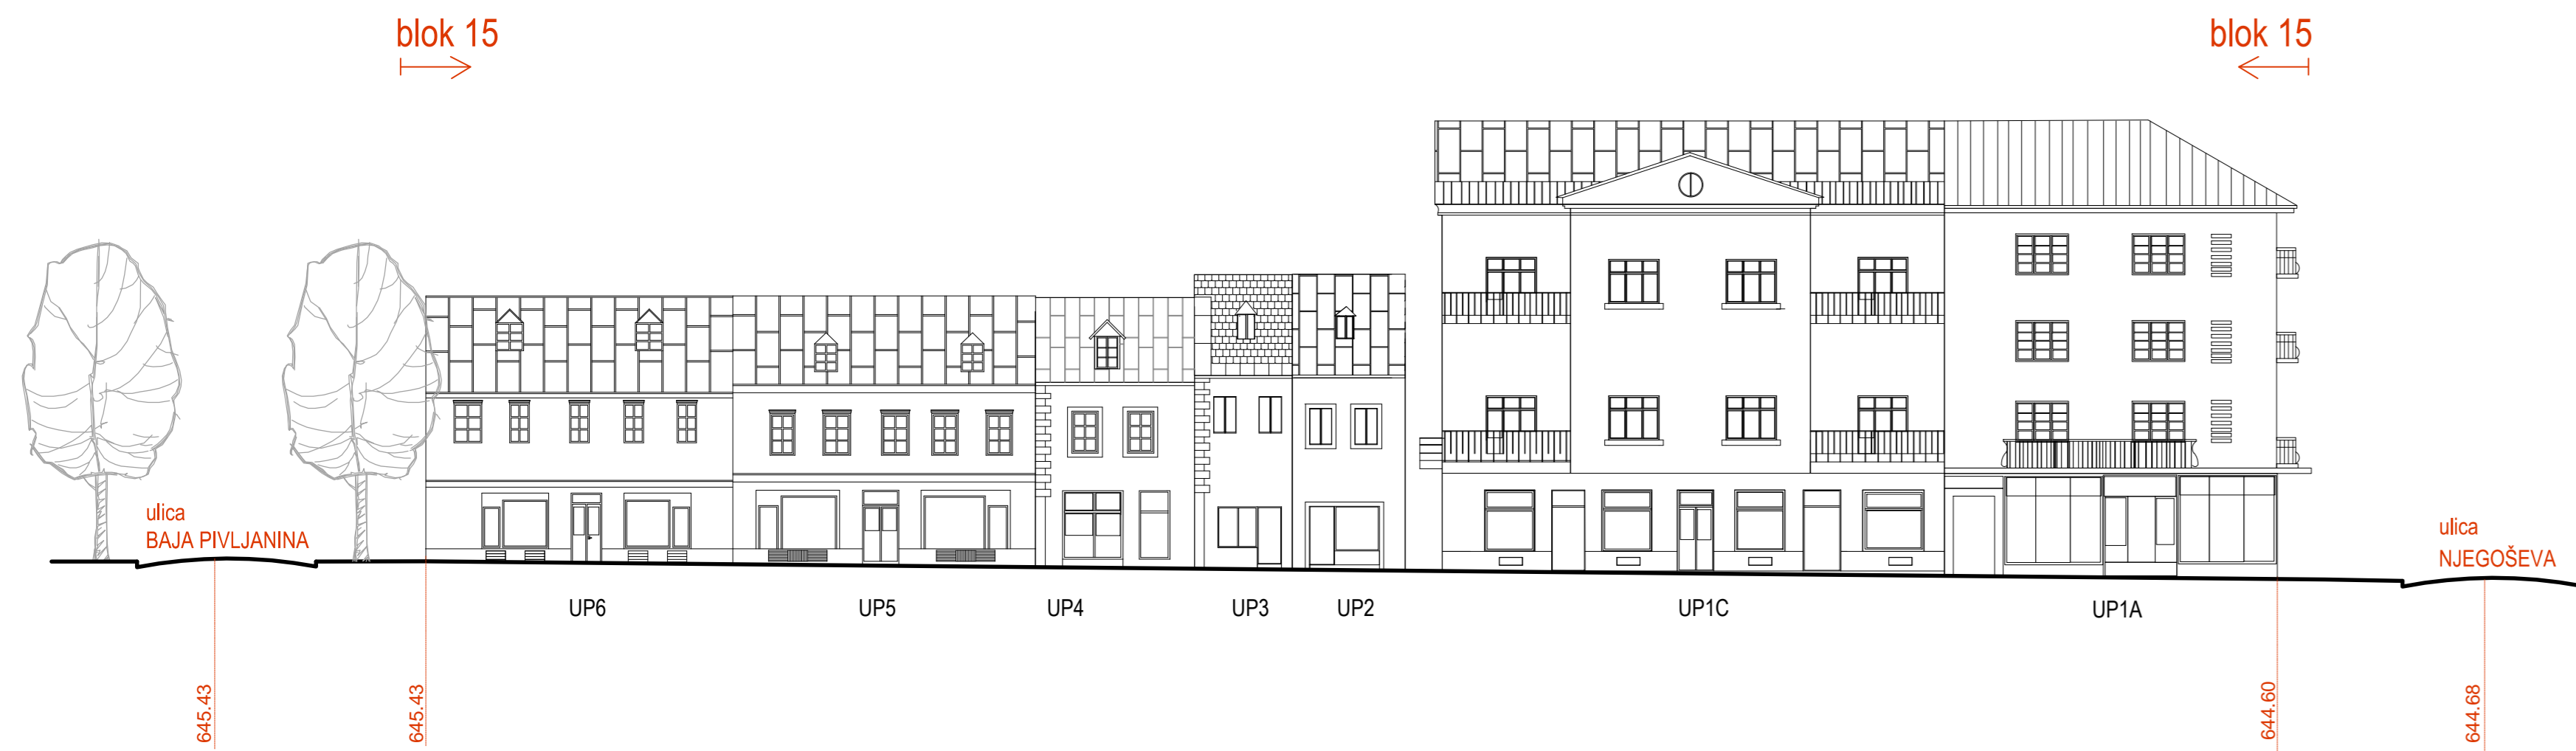 blok 15
blok 15
ulica
BAJA PIVLJANINA
ulica
NJEGOŠEVA
UP6
UP5
UP4
UP3
UP2
UP1C
UP1A
645.43
645.43
644.60
644.68